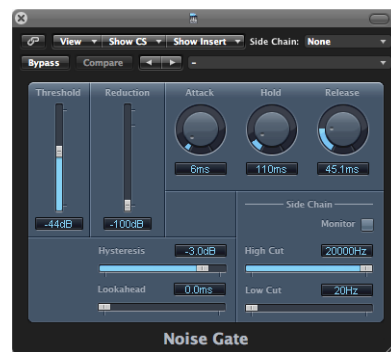 View Show CS Show Insert Side Chain: None
Bypass Compare -
Threshold Reduction Attack Hold Release
6ms 110ms 45.1ms
-44dB -100dB
Side Chain
Monitor
Hysteresis -3.0dB High Cut 20000Hz
Lookahead 0.0ms Low Cut 20Hz
Noise Gate